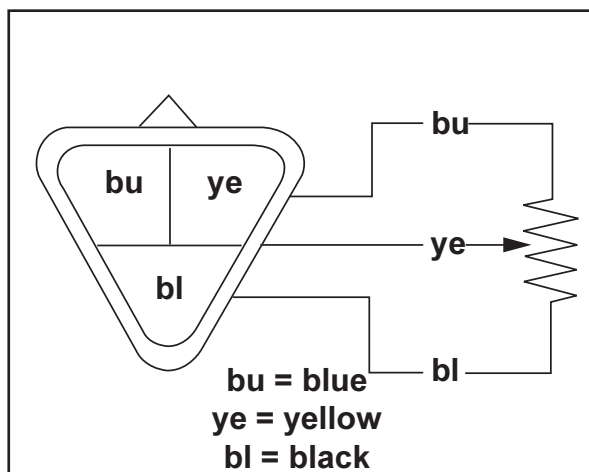 bu
bu ye
ye
bl
bl
bu = blue
ye = yellow
bl = black